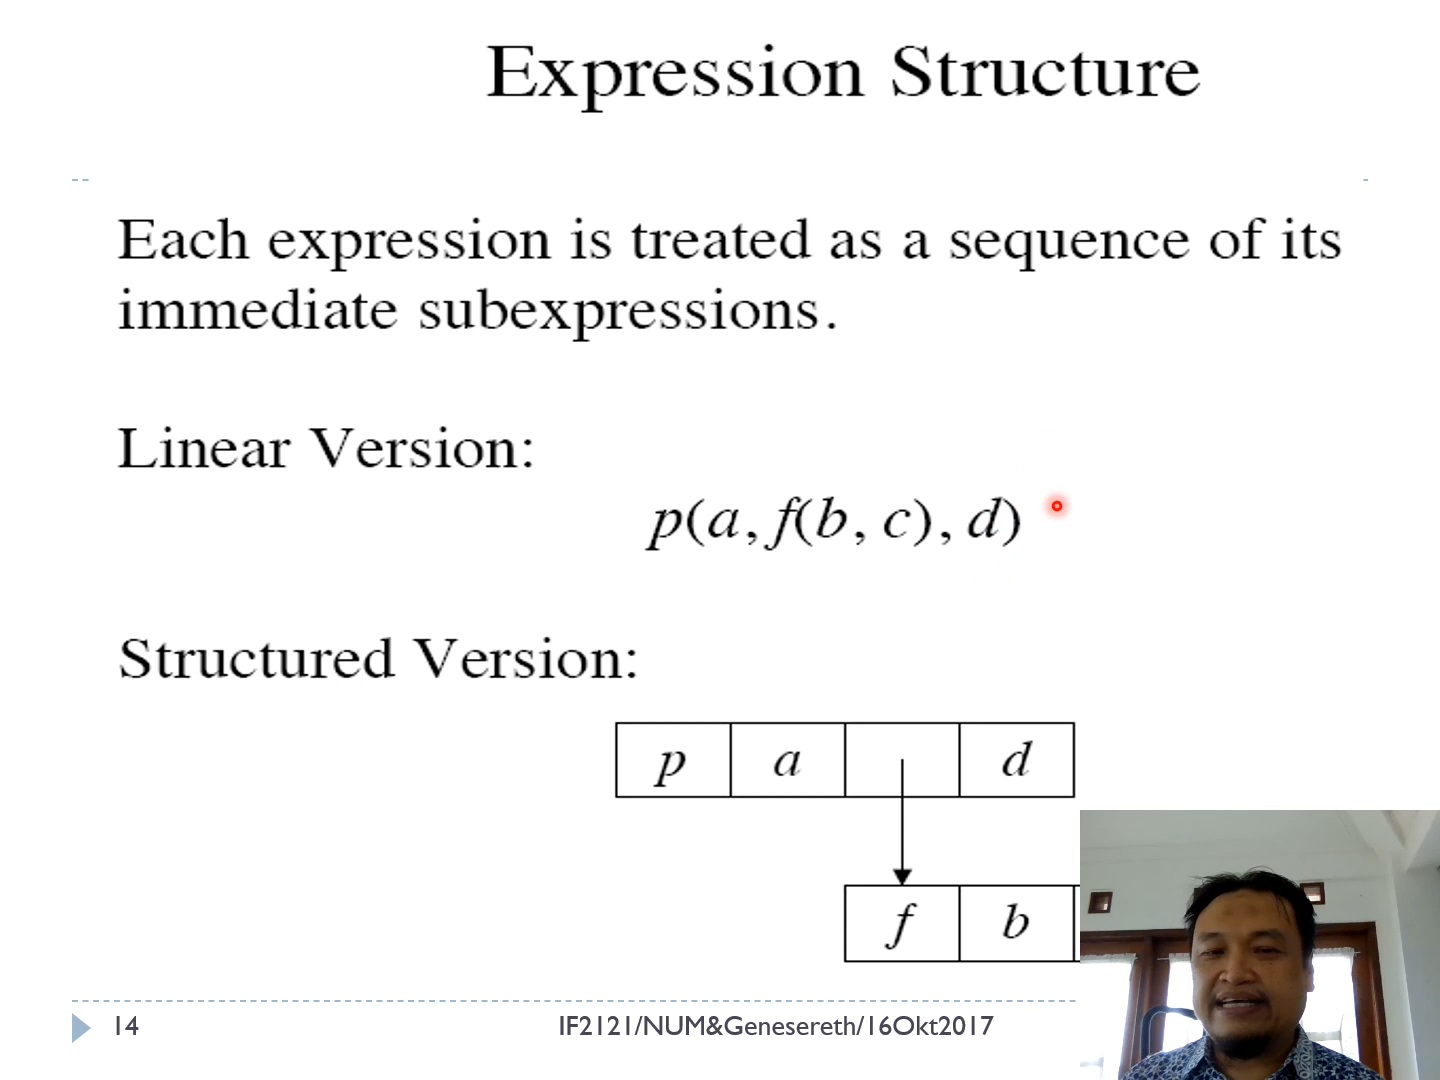 Expression Structure
Each expression is treated as a sequence of its
immediate subexpressions.
Linear Version:
p(a, f(b, c), d)
Structured Version:
p a d
f b
14 IF2121/NUM&Genesereth/16Okt2017